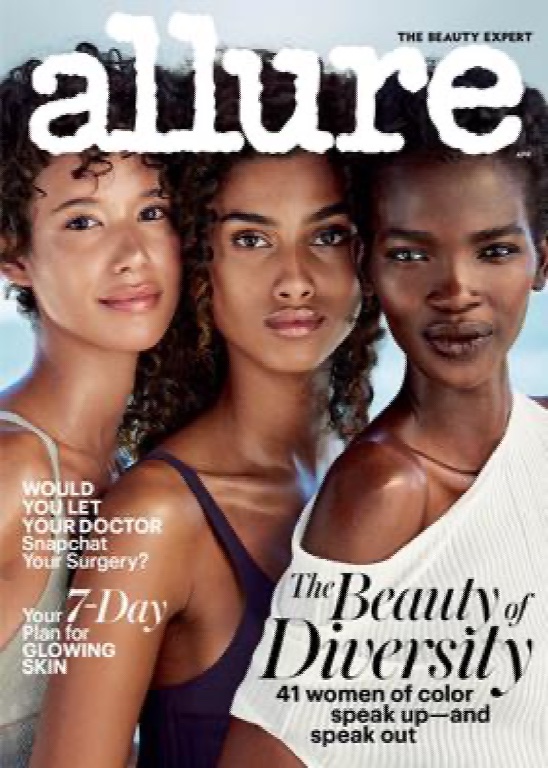 THE BEAUTY EXPERT
allure
WOULD
YOU LET
YOUR DOCTOR
Snapchat
Your Surgery?
Your 7-Day
Plan for
GLOWING
SKIN
The Beauty of
Diversity
41 women of color
speak up—and
speak out